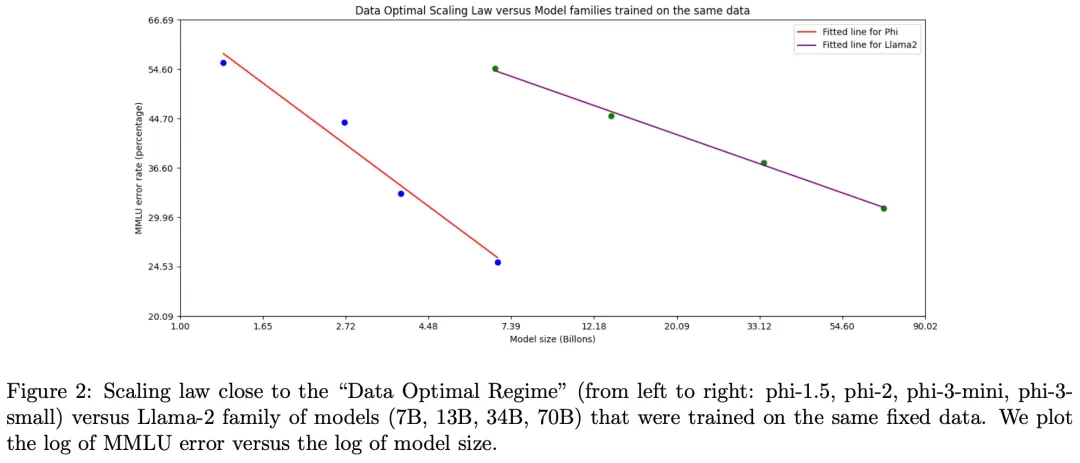 Data Optimal Scaling Law versus Model families trained on the same data
66.69
54.60
44.70
36.60
29.96
24.53
20.09
MMLU error rate (percentage)
Fitted line for Phi
Fitted line for Llama2
1.00 1.65 2.72 4.48 7.39 12.18 20.09 33.12 54.60 90.02
Model size (Billons)
Figure 2: Scaling law close to the “Data Optimal Regime” (from left to right: phi-1.5, phi-2, phi-3-mini, phi-3-
small) versus Llama-2 family of models (7B, 13B, 34B, 70B) that were trained on the same fixed data. We plot
the log of MMLU error versus the log of model size.